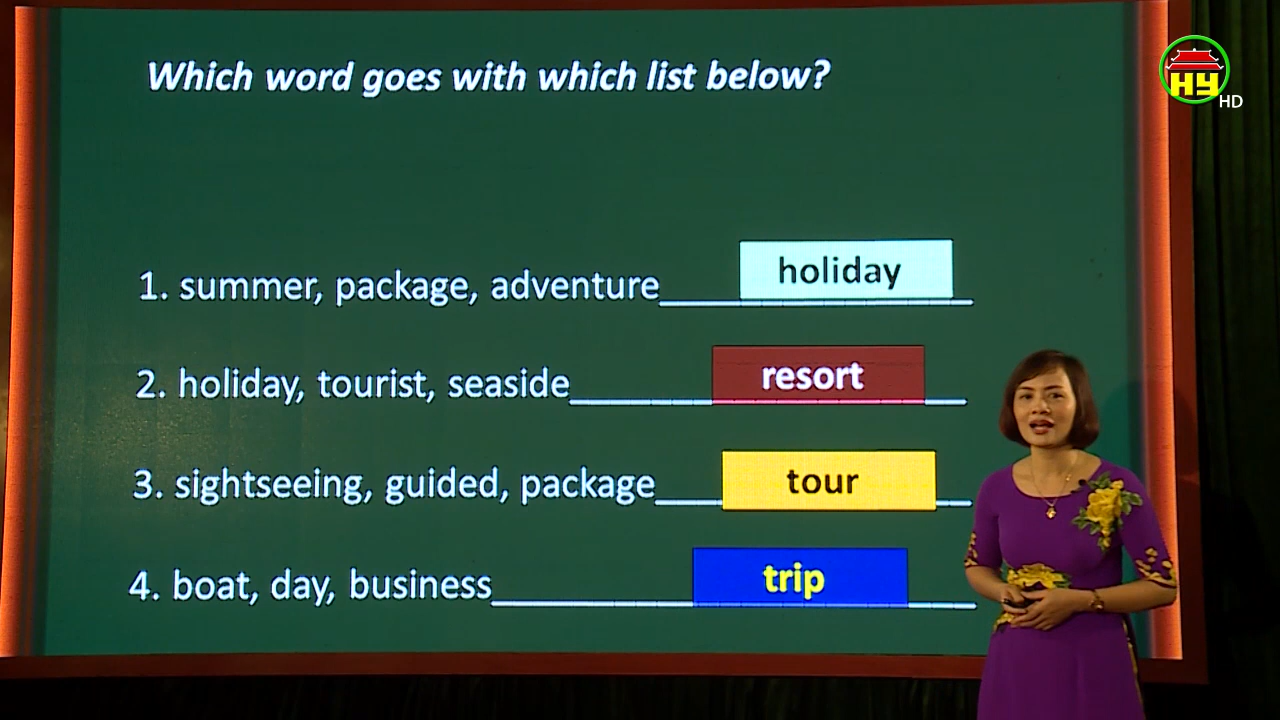 Which word goes with which list below?
HY
HD
1. summer, package, adventure holiday
2. holiday, tourist, seaside resort
3. sightseeing, guided, package tour
4. boat, day, business trip